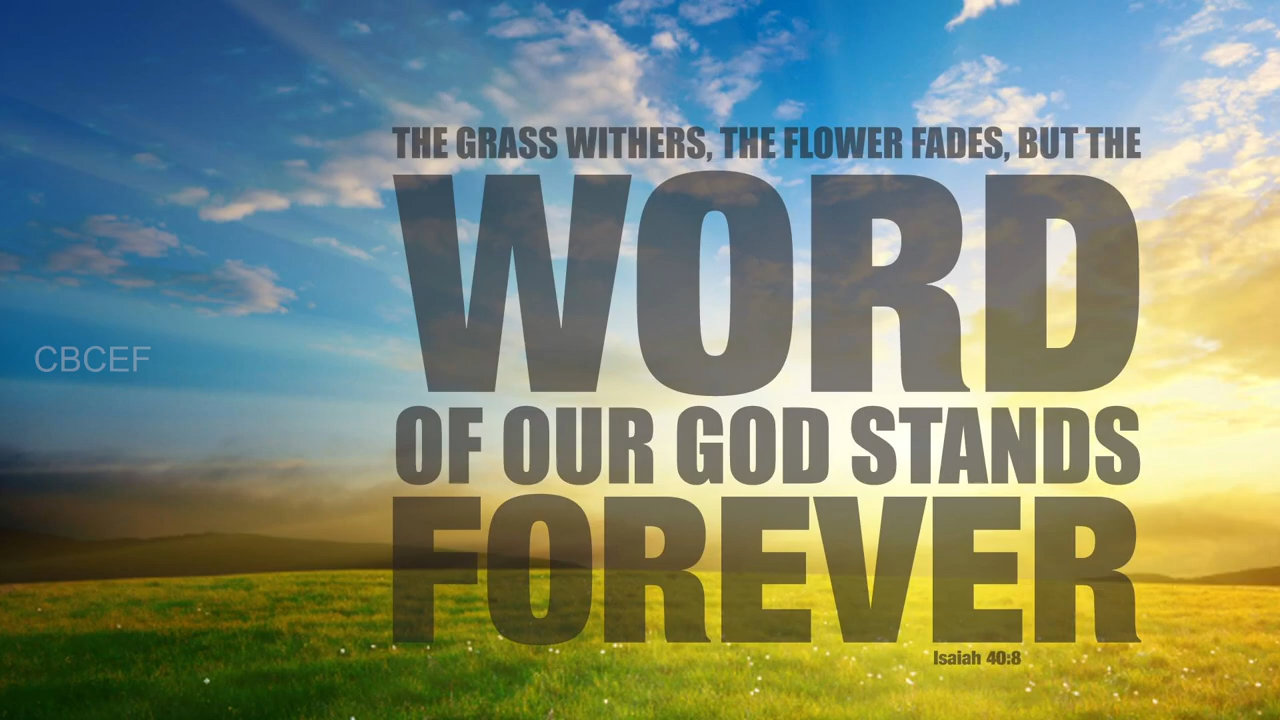 THE GRASS WITHERS, THE FLOWER FADES, BUT THE
WORD
OF OUR GOD STANDS
FOREVER
Isaiah 40:8
CBCEF